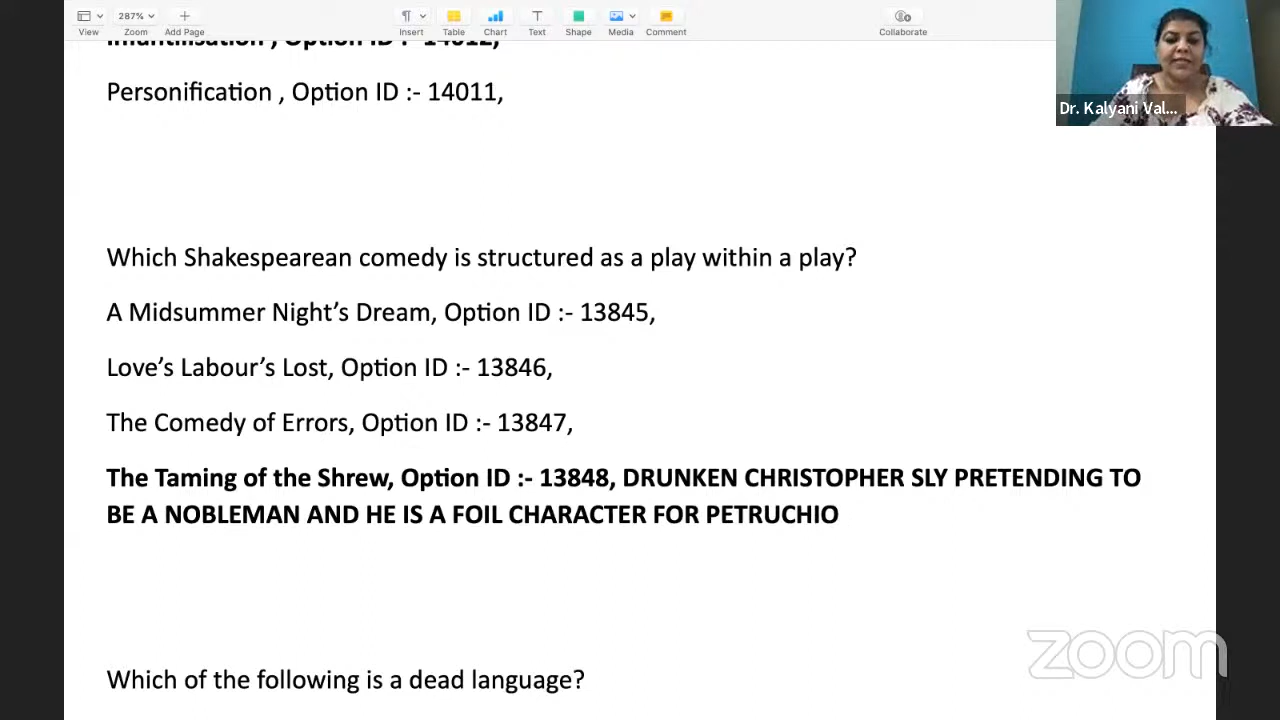 View
287%
Zoom
Add Page
Insert
Table
Chart
Text
Shape
Media
Comment
Collaborate
Dr. Kalyani Val...
Infantilisation , Option ID :- 14012,
Personification , Option ID :- 14011,
Which Shakespearean comedy is structured as a play within a play?
A Midsummer Night’s Dream, Option ID :- 13845,
Love’s Labour’s Lost, Option ID :- 13846,
The Comedy of Errors, Option ID :- 13847,
The Taming of the Shrew, Option ID :- 13848, DRUNKEN CHRISTOPHER SLY PRETENDING TO
BE A NOBLEMAN AND HE IS A FOIL CHARACTER FOR PETRUCHIO
Which of the following is a dead language?
zoom